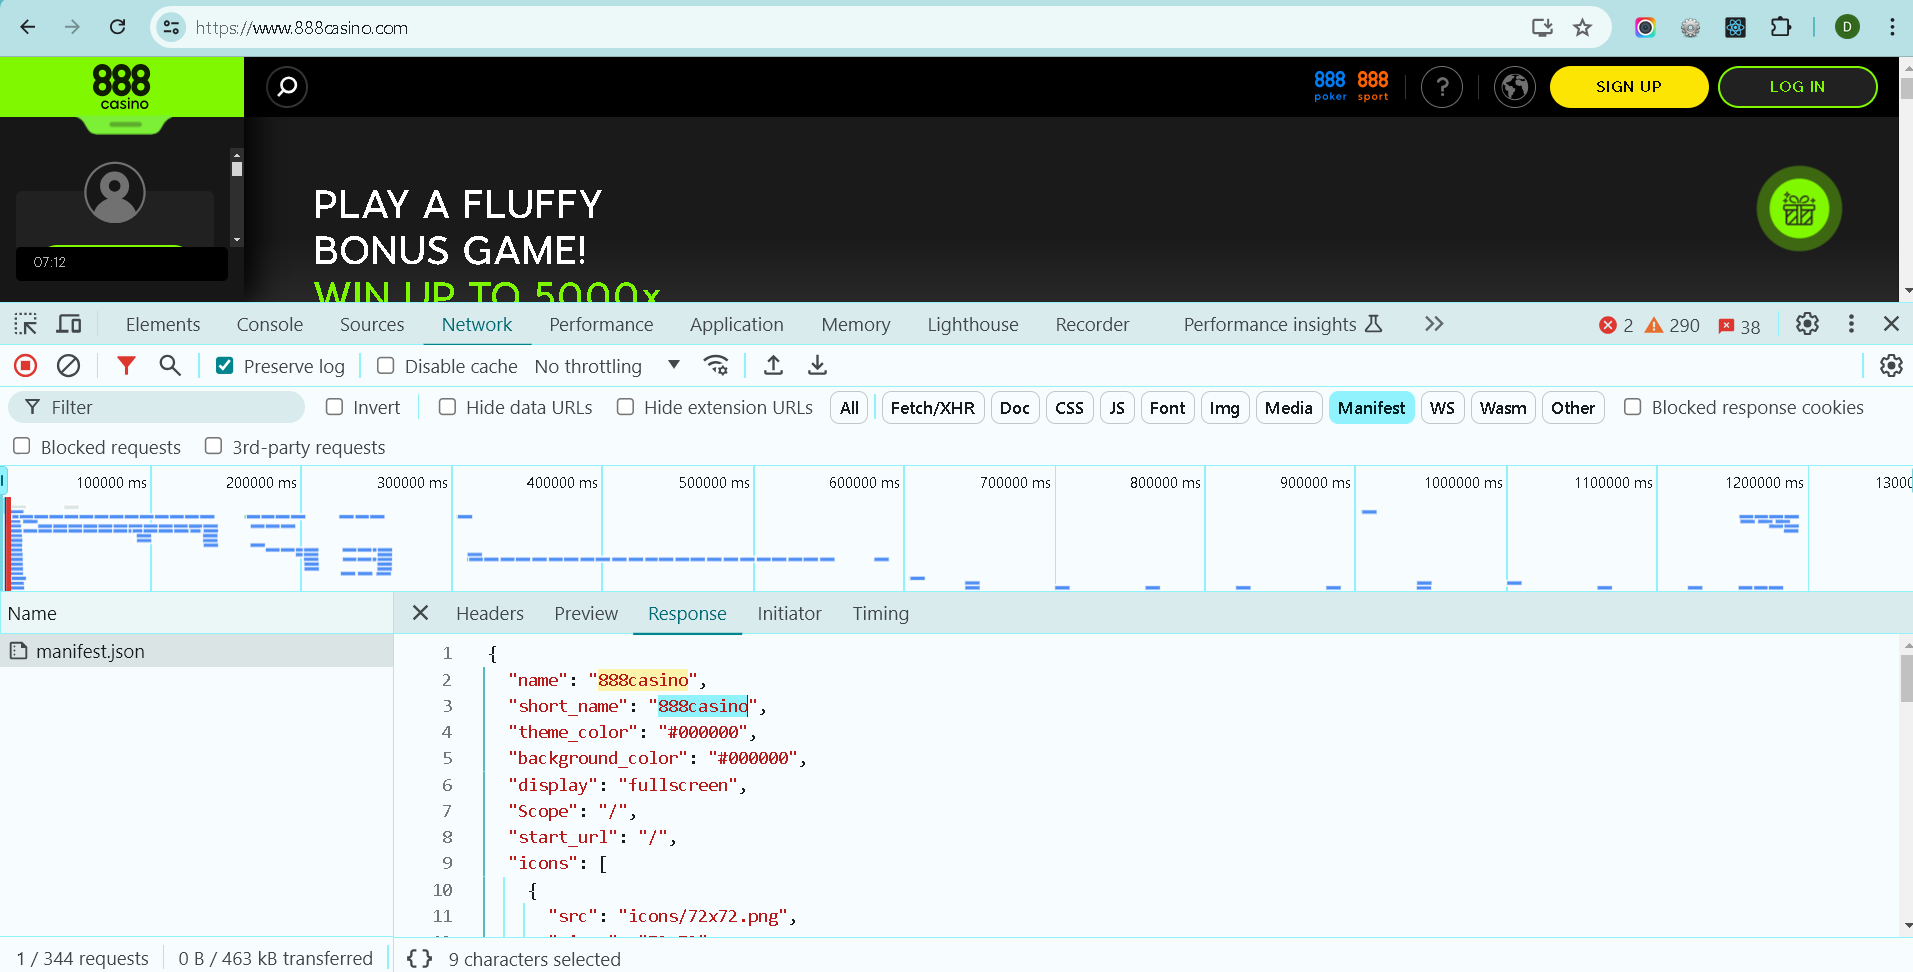 https://www.888casino.com
D
888
casino
888 poker
888 sport
?
SIGN UP
LOG IN
07:12
PLAY A FLUFFY
BONUS GAME!
WIN UP TO 5000x
Elements Console Sources Network Performance Application Memory Lighthouse Recorder Performance insights 2 290 38
Preserve log Disable cache No throttling
Filter Invert Hide data URLs Hide extension URLs All Fetch/XHR Doc CSS JS Font Img Media Manifest WS Wasm Other Blocked response cookies
Blocked requests 3rd-party requests
100000 ms 200000 ms 300000 ms 400000 ms 500000 ms 600000 ms 700000 ms 800000 ms 900000 ms 1000000 ms 1100000 ms 1200000 ms 13000
Name
manifest.json
Headers Preview Response Initiator Timing
1 {
2 "name": "888casino",
3 "short_name": "888casino",
4 "theme_color": "#000000",
5 "background_color": "#000000",
6 "display": "fullscreen",
7 "Scope": "/",
8 "start_url": "/",
9 "icons": [
10 {
11 "src": "icons/72x72.png",
1 / 344 requests 0 B / 463 kB transferred
{} 9 characters selected